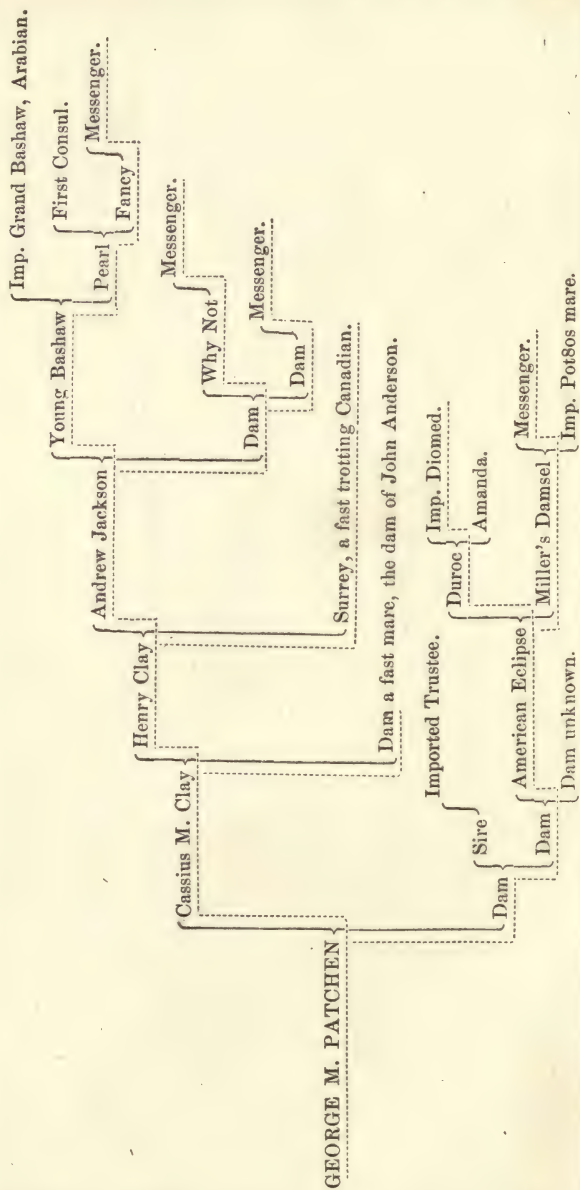 Imp. Grand Bashaw, Arabian.
Young Bashaw
First Consul.
Pearl
Messenger.
Fancy
Andrew Jackson
Messenger.
Why Not
Dam
Messenger.
Dam
Henry Clay
Surrey, a fast trotting Canadian.
Cassius M. Clay
Dam a fast mare, the dam of John Anderson.
GEORGE M. PATCHEN
Imported Trustee.
Sire
Dam
Imp. Diomed.
Duroc
Amanda.
American Eclipse
Messenger.
Miller's Damsel
Imp. Pot8os mare.
Dam
Dam unknown.